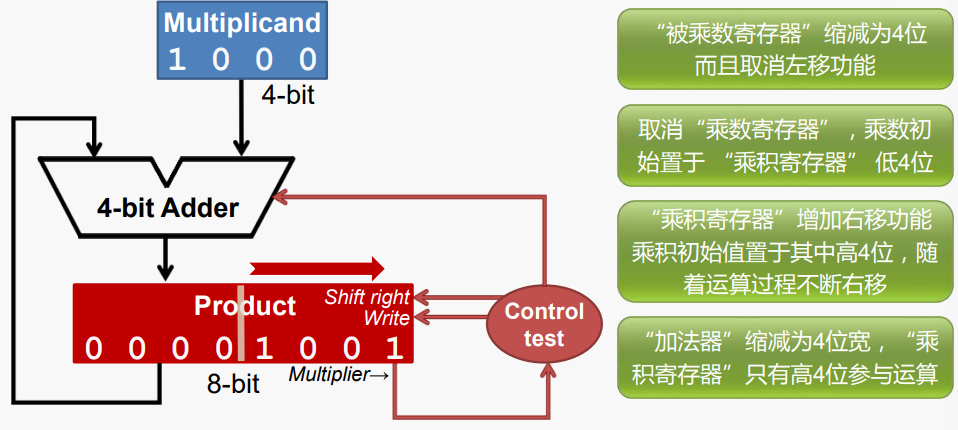 Multiplicand
1 0 0 0
4-bit
4-bit Adder
Product
Shift right
Write
0 0 0 0 1 0 0 1
8-bit
Multiplier→
Control
test
“被乘数寄存器”缩减为4位
而且取消左移功能
取消“乘数寄存器”，乘数初
始置于 “乘积寄存器” 低4位
“乘积寄存器”增加右移功能
乘积初始值置于其中高4位，随
着运算过程不断右移
“加法器”缩减为4位宽，“乘
积寄存器”只有高4位参与运算